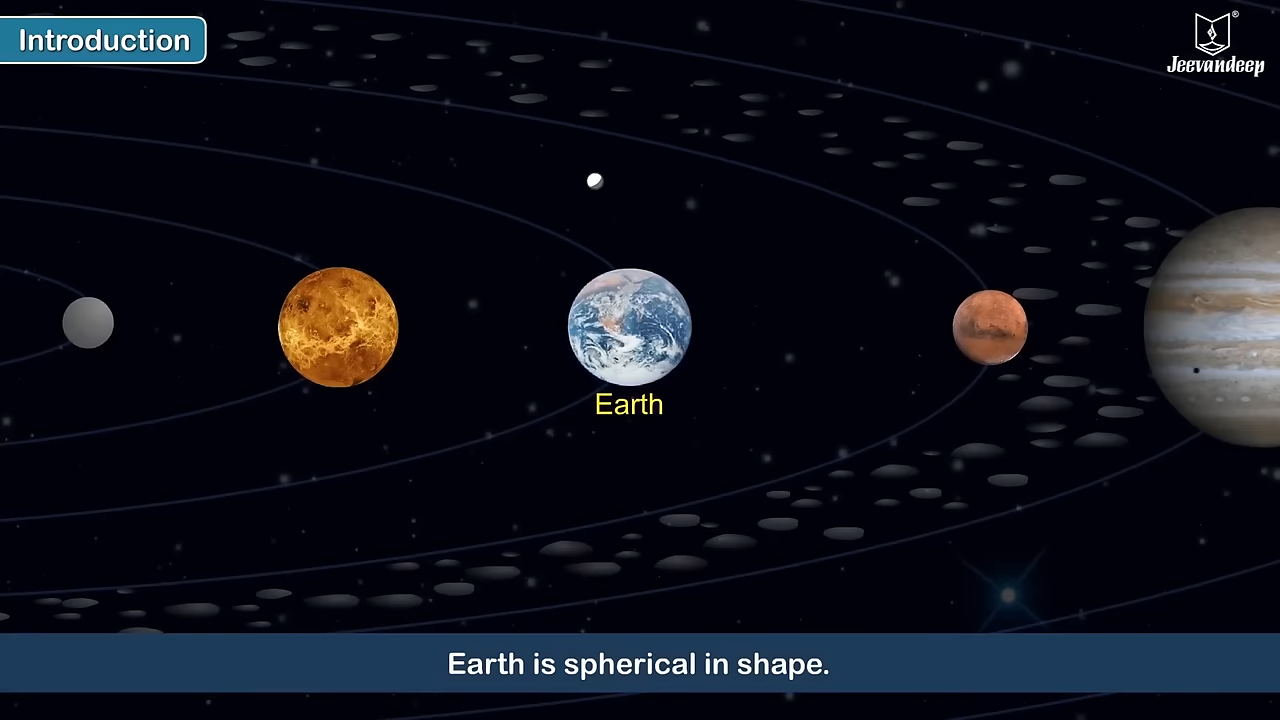 Introduction
®
Jeevandeep
Earth
Earth is spherical in shape.